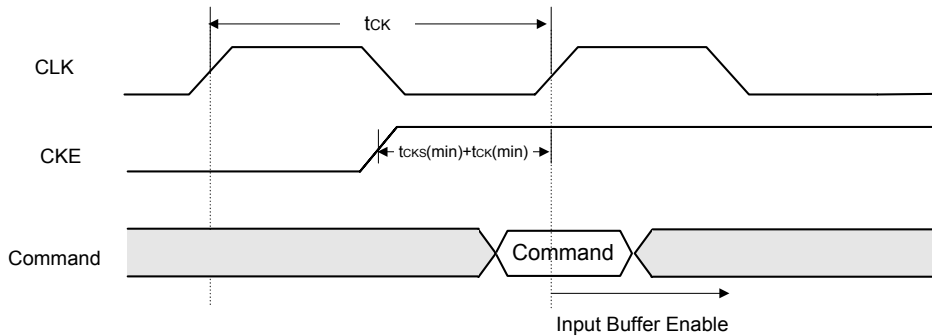 tCK
CLK
CKE
tCKS(min)+tCK(min)
Command
Command
Input Buffer Enable